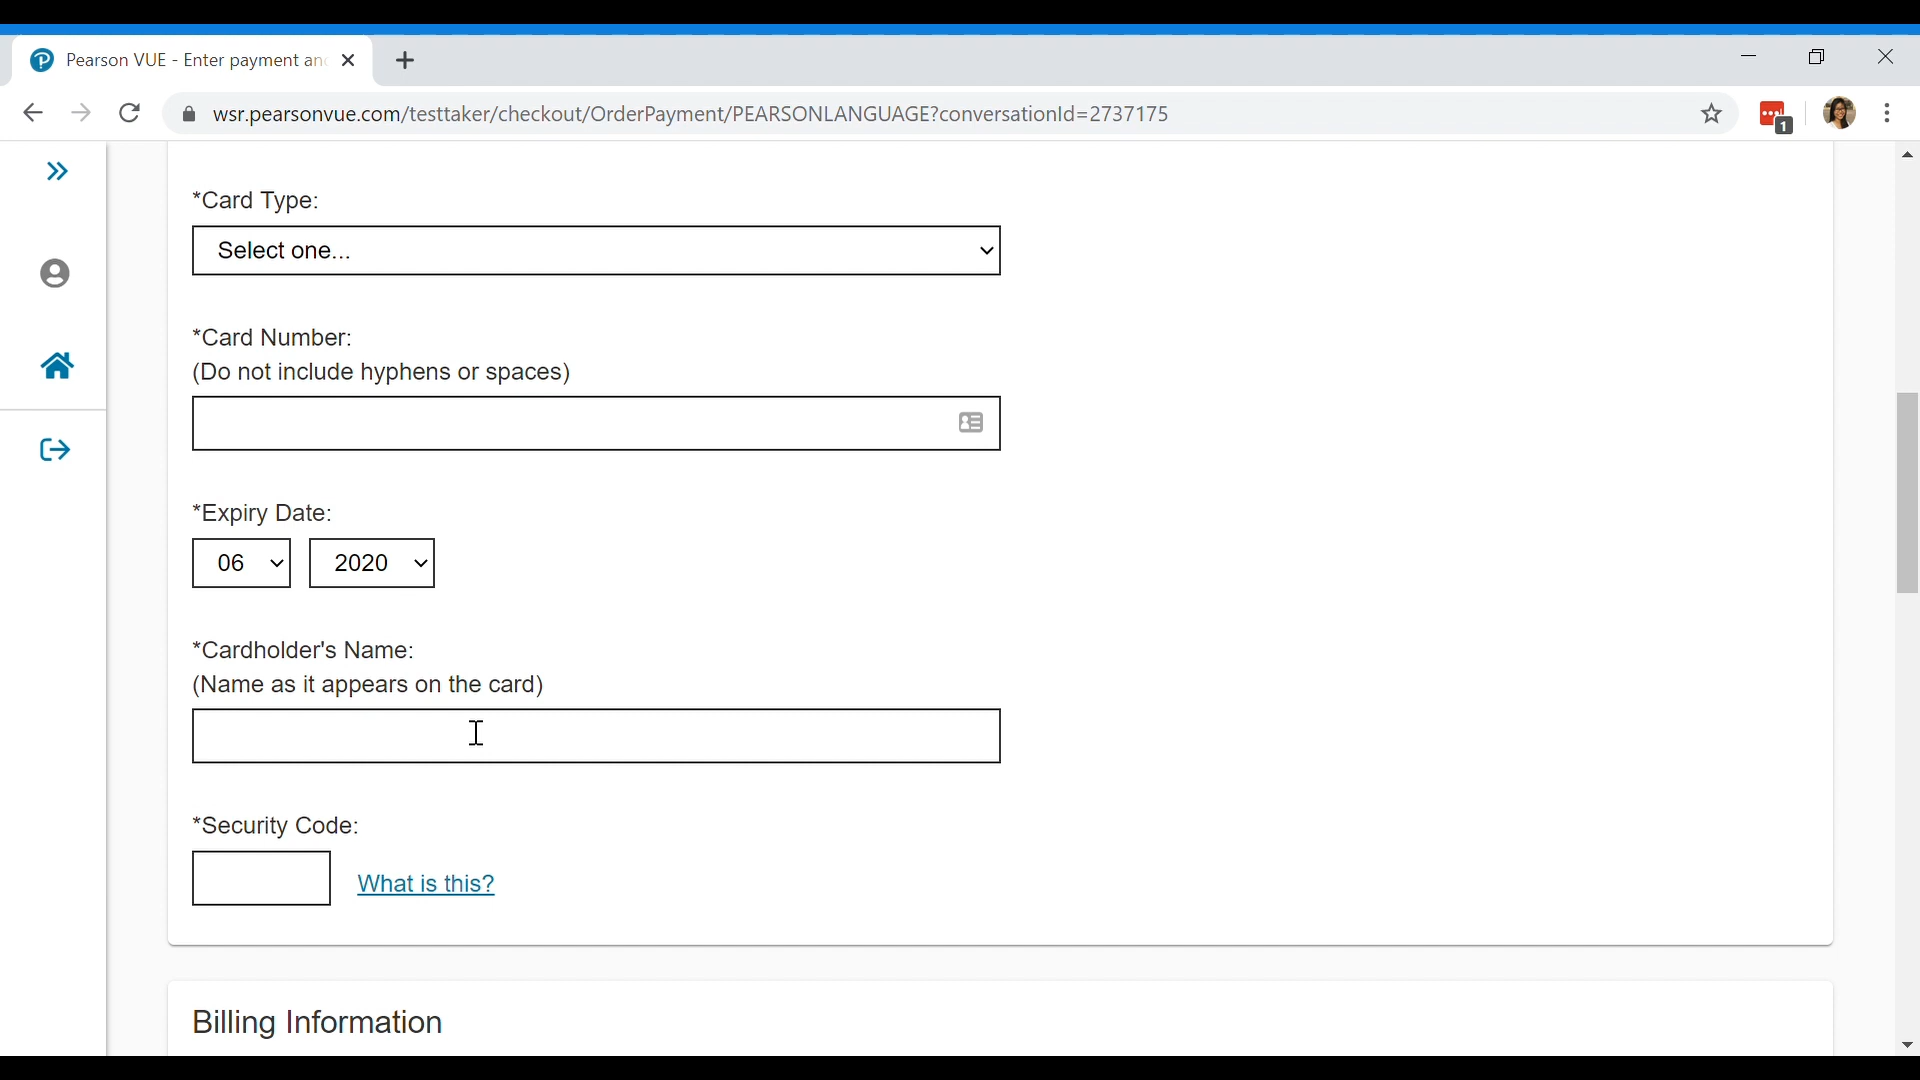 Pearson VUE - Enter payment an
wsr.pearsonvue.com/testtaker/checkout/OrderPayment/PEARSONLANGUAGE?conversationId=2737175
1
*Card Type:
Select one...
*Card Number:
(Do not include hyphens or spaces)
*Expiry Date:
06 2020
*Cardholder's Name:
(Name as it appears on the card)
*Security Code:
What is this?
Billing Information